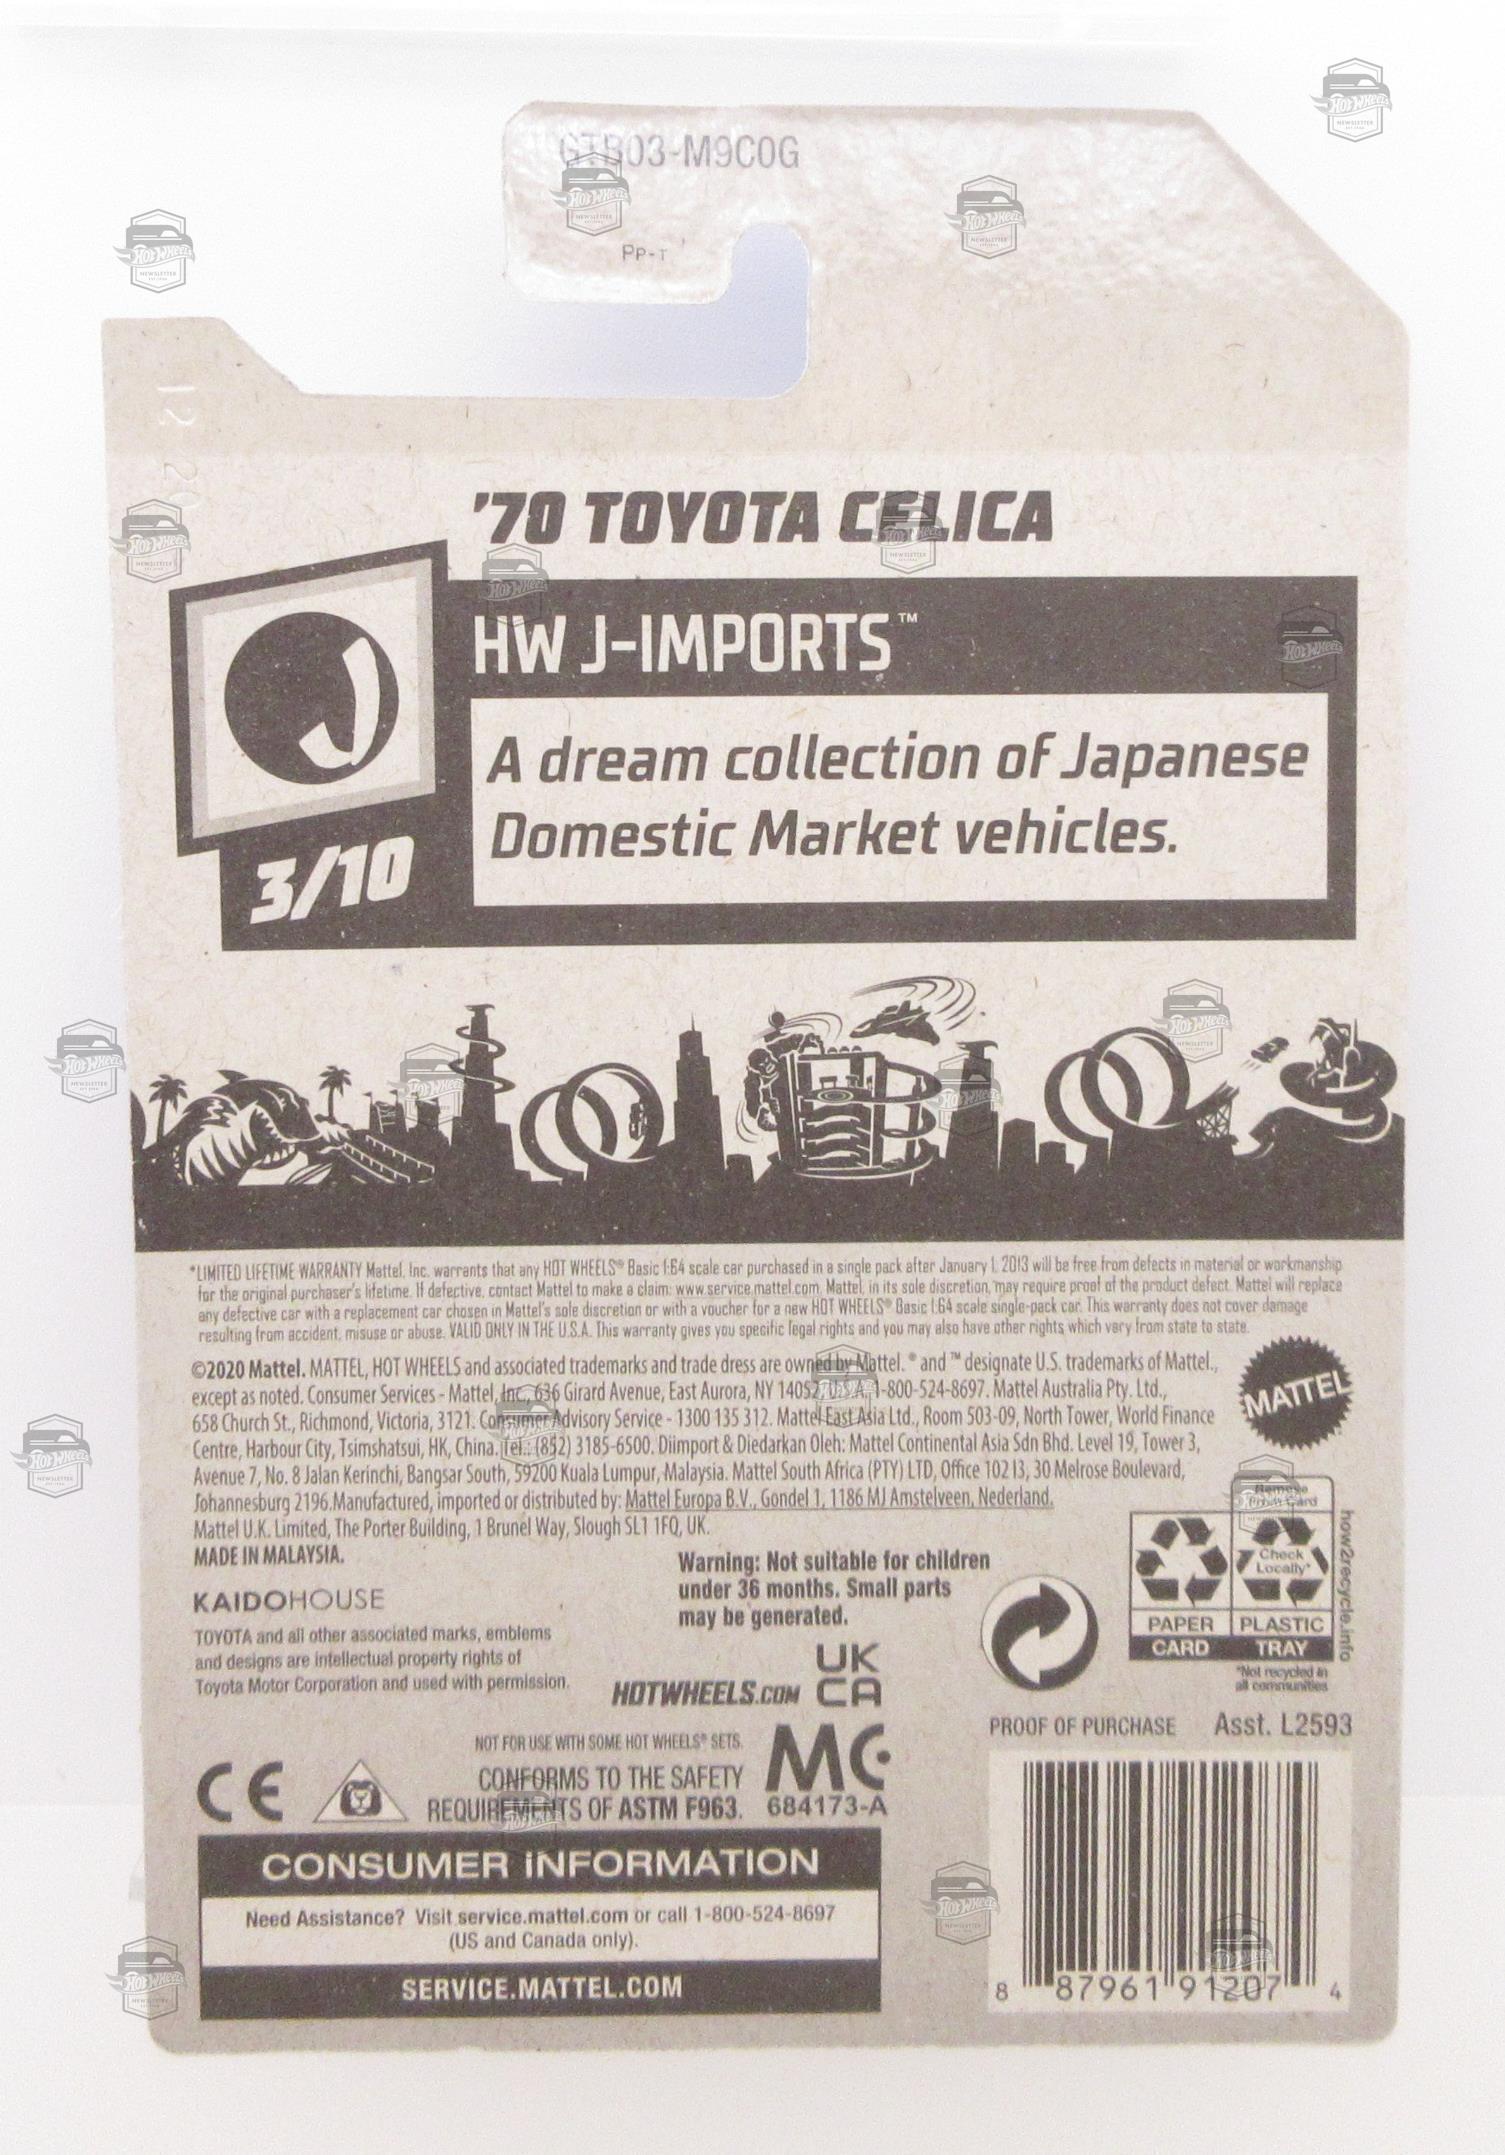 GTB03-M9C0G
PP-T
12 20
'70 TOYOTA CELICA
HW J-IMPORTS™
A dream collection of Japanese
Domestic Market vehicles.
3/10
*LIMITED LIFETIME WARRANTY Mattel, Inc. warrants that any HOT WHEELS® Basic 1:64 scale car purchased in a single pack after January 1, 2013 will be free from defects in material or workmanship
for the original purchaser's lifetime. If defective, contact Mattel to make a claim: www.service.mattel.com. Mattel, in its sole discretion, may require proof of the product defect. Mattel will replace
any defective car with a replacement car chosen in Mattel's sole discretion or with a voucher for a new HOT WHEELS® Basic 1:64 scale single-pack car. This warranty does not cover damage
resulting from accident, misuse or abuse. VALID ONLY IN THE U.S.A. This warranty gives you specific legal rights and you may also have other rights which vary from state to state.
©2020 Mattel. MATTEL, HOT WHEELS and associated trademarks and trade dress are owned by Mattel. ® and ™ designate U.S. trademarks of Mattel.,
except as noted. Consumer Services - Mattel, Inc., 636 Girard Avenue, East Aurora, NY 14052, U.S.A. 1-800-524-8697. Mattel Australia Pty. Ltd.,
658 Church St., Richmond, Victoria, 3121. Consumer Advisory Service - 1300 135 312. Mattel East Asia Ltd., Room 503-09, North Tower, World Finance
Centre, Harbour City, Tsimshatsui, HK, China. Tel.: (852) 3185-6500. Diimport & Diedarkan Oleh: Mattel Continental Asia Sdn Bhd. Level 19, Tower 3,
Avenue 7, No. 8 Jalan Kerinchi, Bangsar South, 59200 Kuala Lumpur, Malaysia. Mattel South Africa (PTY) LTD, Office 102 I3, 30 Melrose Boulevard,
Johannesburg 2196.Manufactured, imported or distributed by: Mattel Europa B.V., Gondel 1, 1186 MJ Amstelveen, Nederland.
Mattel U.K. Limited, The Porter Building, 1 Brunel Way, Slough SL1 1FQ, UK.
MADE IN MALAYSIA.
MATTEL
KAIDOHOUSE
TOYOTA and all other associated marks, emblems
and designs are intellectual property rights of
Toyota Motor Corporation and used with permission.
Warning: Not suitable for children
under 36 months. Small parts
may be generated.
HOTWHEELS.COM
UK
CA
Remove
From Card
Check
Locally*
PAPER
PLASTIC
CARD
TRAY
how2recycle.info
*Not recycled in
all communities
PROOF OF PURCHASE
Asst. L2593
CE
NOT FOR USE WITH SOME HOT WHEELS® SETS.
CONFORMS TO THE SAFETY
REQUIREMENTS OF ASTM F963.
MC
684173-A
CONSUMER INFORMATION
Need Assistance? Visit service.mattel.com or call 1-800-524-8697
(US and Canada only).
SERVICE.MATTEL.COM
8 87961 91207 4
HOT WHEELS
NEWSLETTER